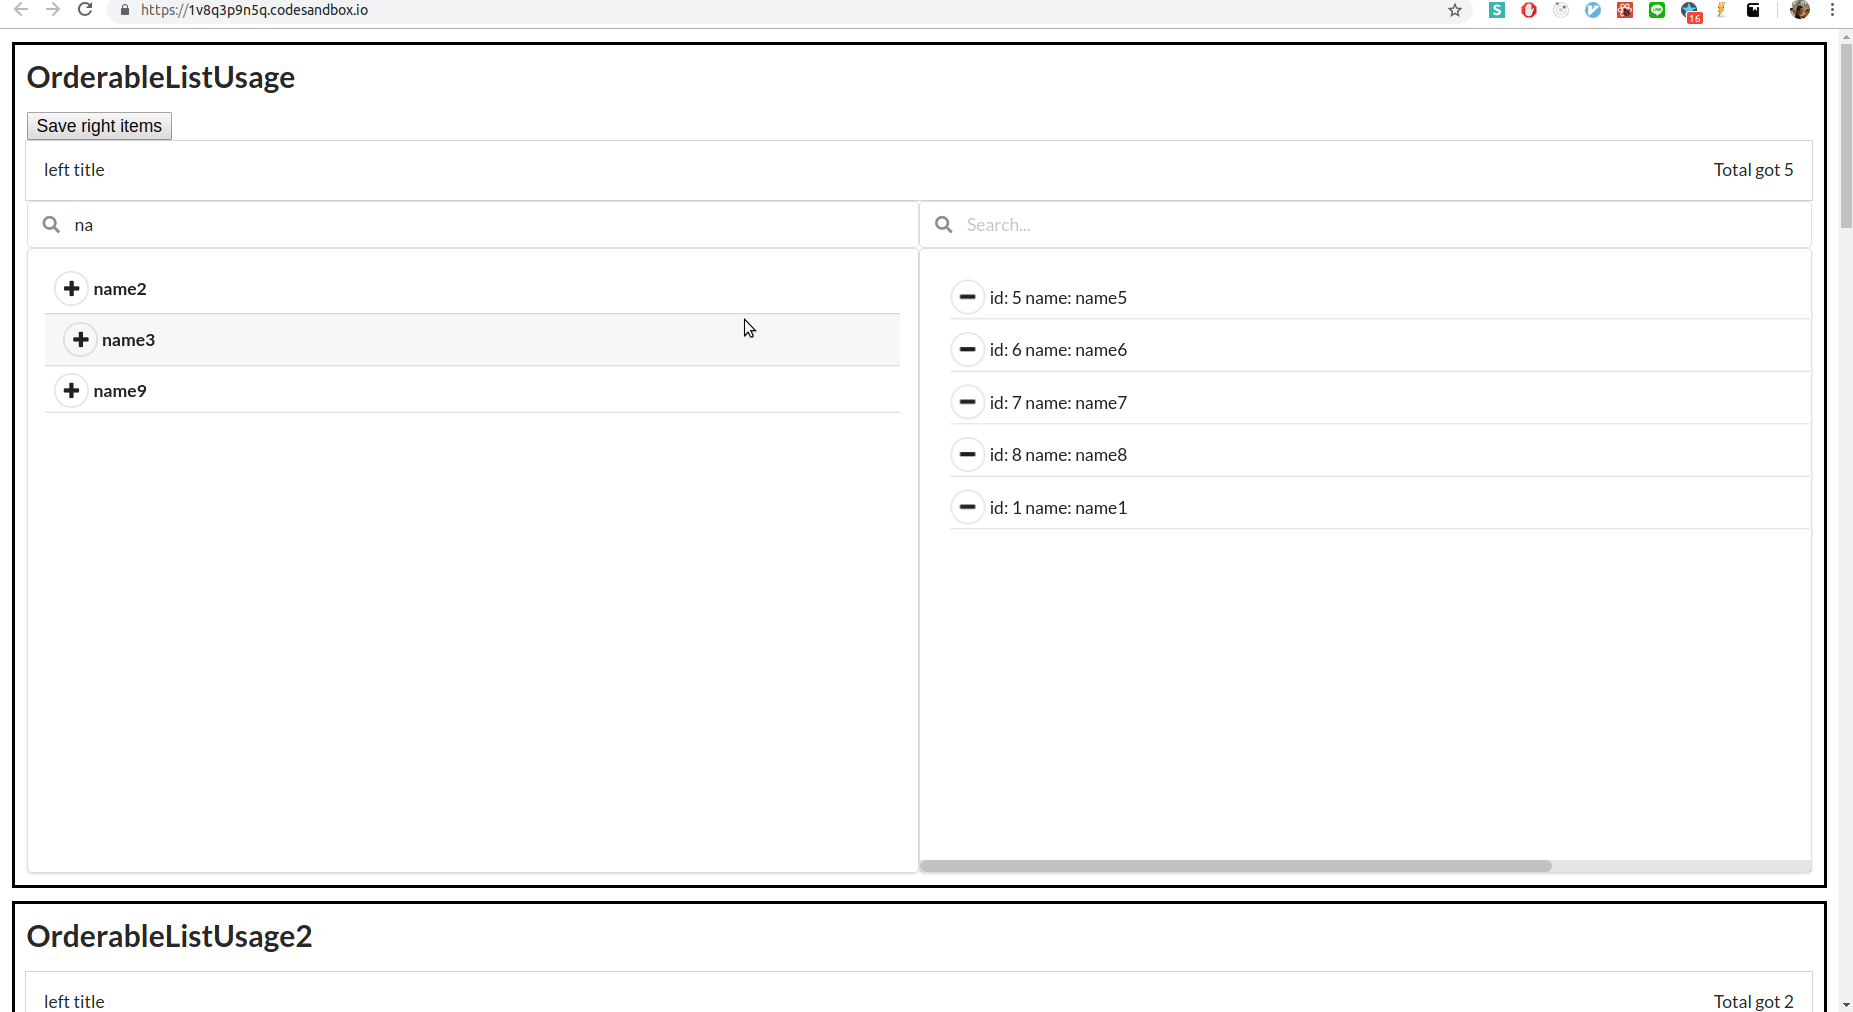 https://1v8q3p9n5q.codesandbox.io
S
16
OrderableListUsage
Save right items
left title Total got 5
na Search...
name2 id: 5 name: name5
name3 id: 6 name: name6
name9 id: 7 name: name7
id: 8 name: name8
id: 1 name: name1
OrderableListUsage2
left title Total got 2